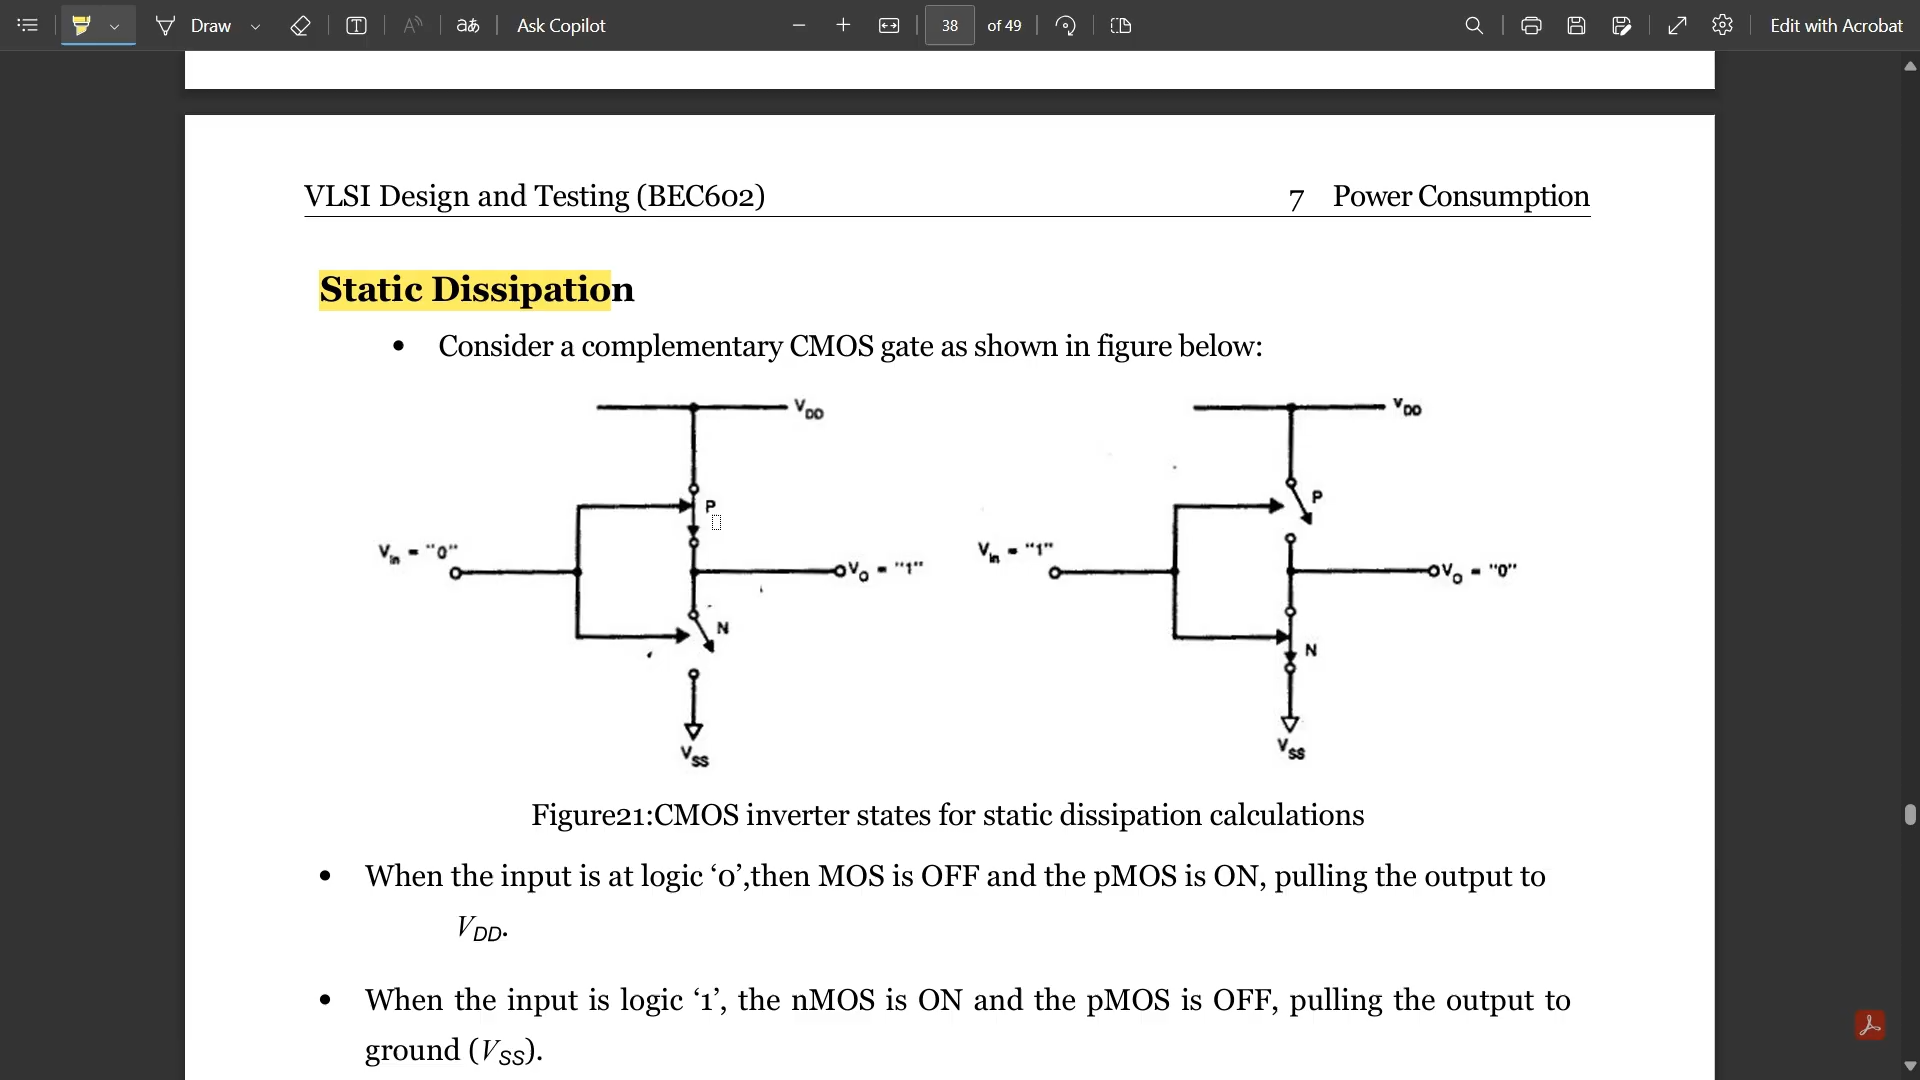 Draw
aあ
Ask Copilot
38 of 49
Edit with Acrobat
VLSI Design and Testing (BEC602) 7 Power Consumption
Static Dissipation
• Consider a complementary CMOS gate as shown in figure below:
VDD VDD
P P
Vin = "0" Vin = "1"
VO = "1" VO = "0"
N N
VSS VSS
Figure21:CMOS inverter states for static dissipation calculations
• When the input is at logic ‘0’,then MOS is OFF and the pMOS is ON, pulling the output to
VDD.
• When the input is logic ‘1’, the nMOS is ON and the pMOS is OFF, pulling the output to
ground (VSS).